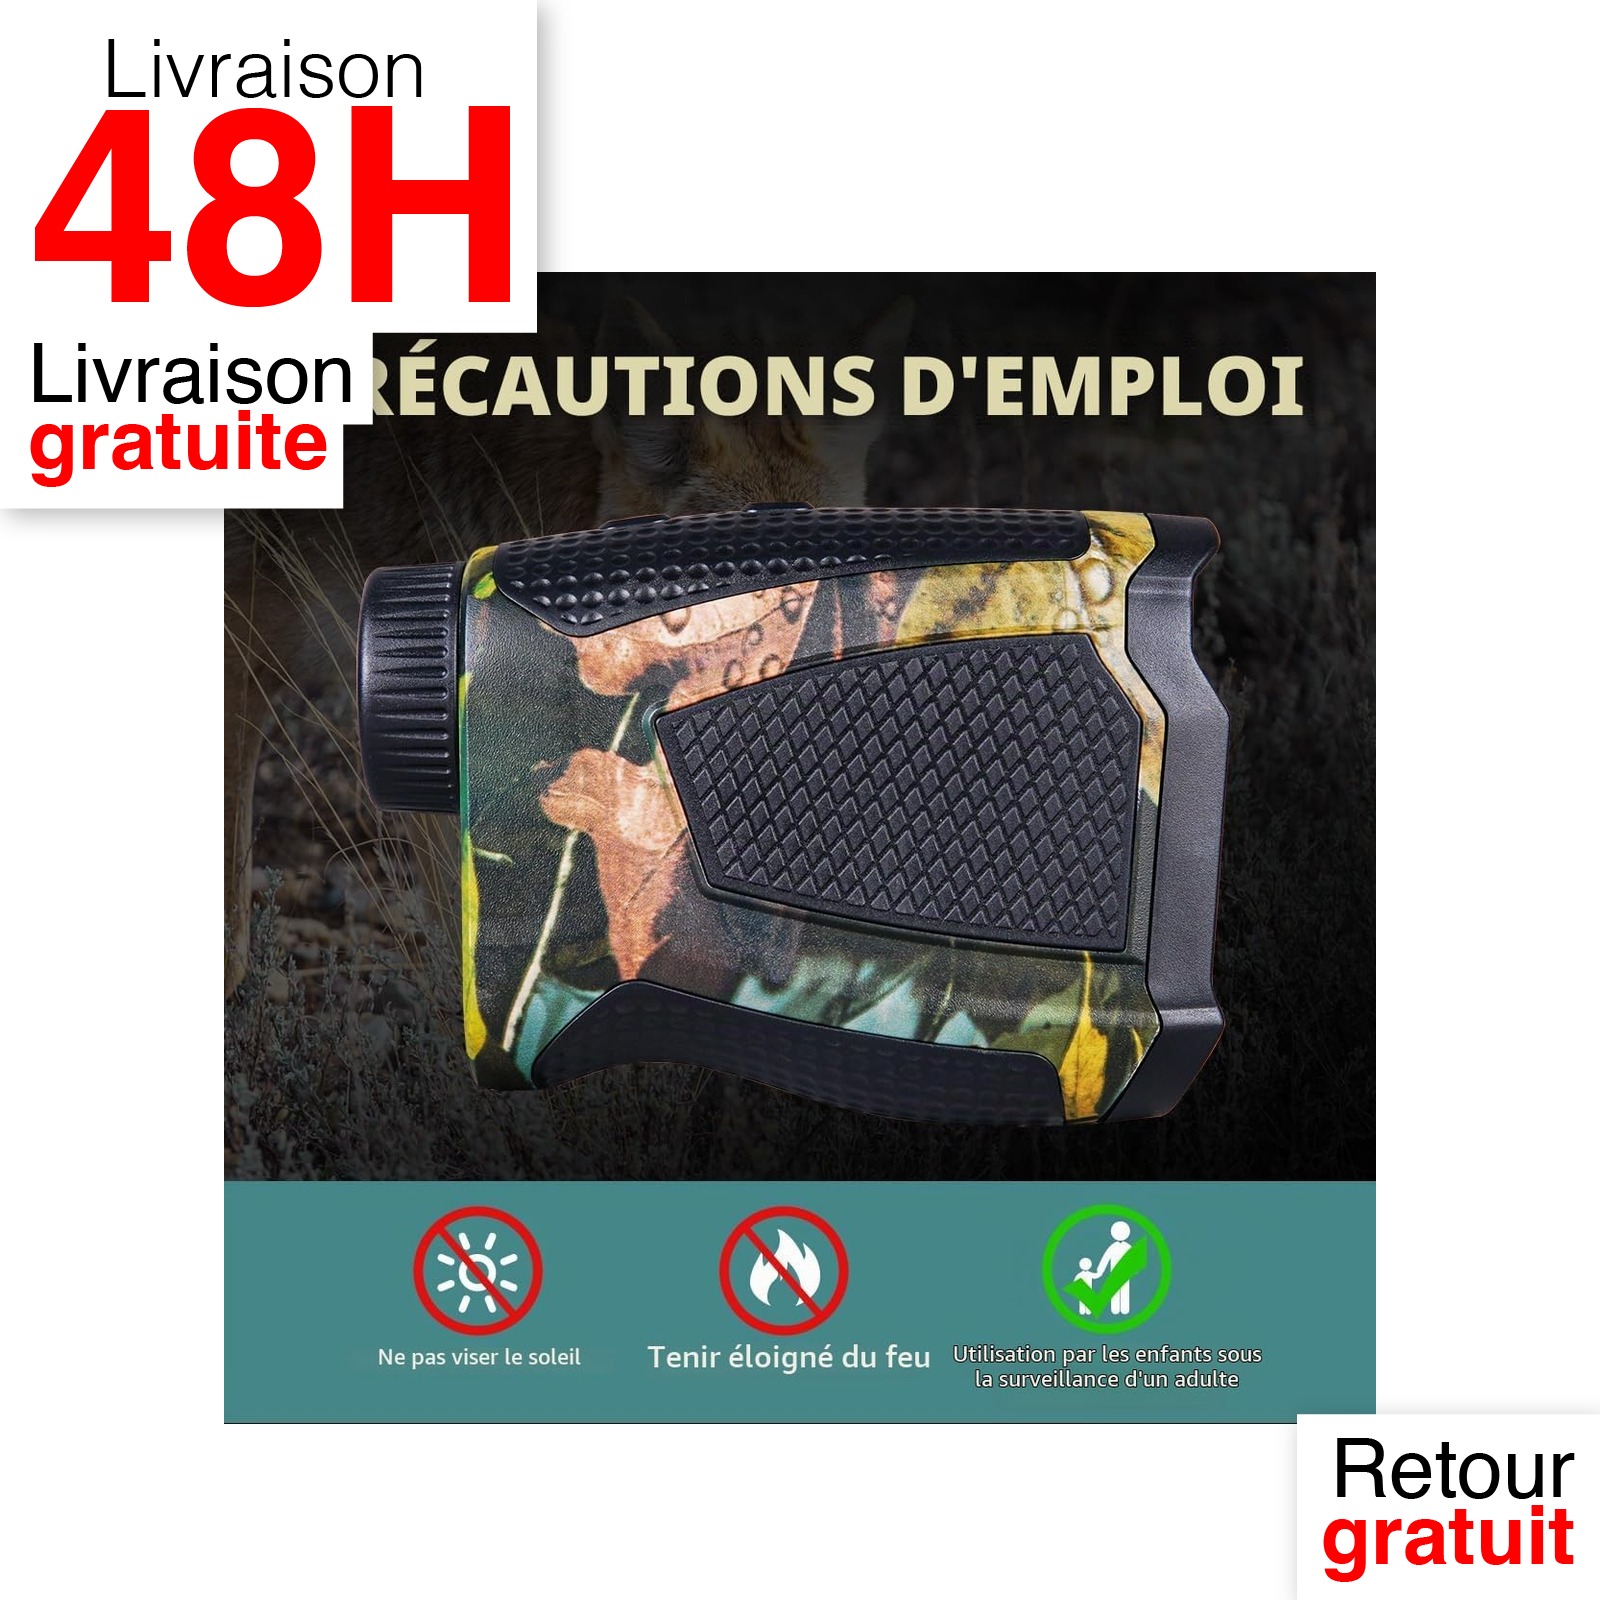 Livraison
48H
Livraison
gratuite
RÉCAUTIONS D'EMPLOI
Ne pas viser le soleil
Tenir éloigné du feu
Utilisation par les enfants sous
la surveillance d'un adulte
Retour
gratuit